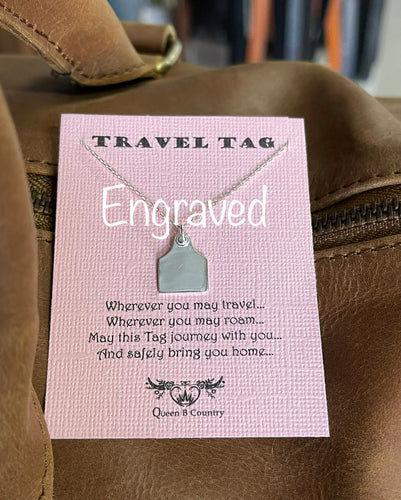 TRAVEL TAG
Engraved
Wherever you may travel...
Wherever you may roam...
May this Tag journey with you...
And safely bring you home...
Queen B Country